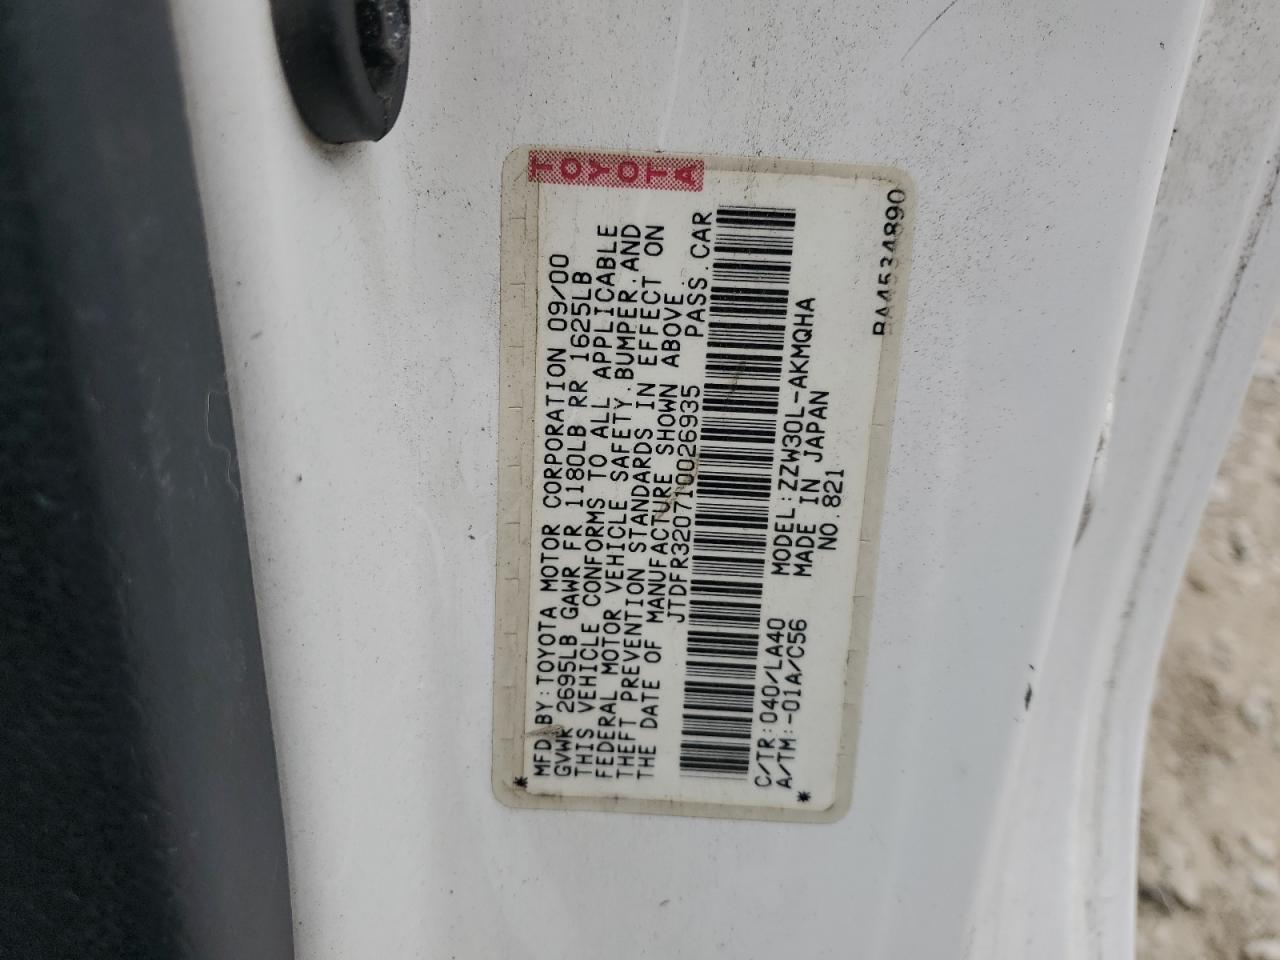 TOYOTA
MFD.BY:TOYOTA MOTOR CORPORATION 09/00
GVWR 2695LB GAWR FR 1180LB RR 1625LB
THIS VEHICLE CONFORMS TO ALL APPLICABLE
FEDERAL MOTOR VEHICLE SAFETY,BUMPER,AND
THEFT PREVENTION STANDARDS IN EFFECT ON
THE DATE OF MANUFACTURE SHOWN ABOVE.
JTDFR320710026935 PASS.CAR
C/TR:040/LA40 MODEL:ZZW30L-AKMQHA
A/TM:-01A/C56 MADE IN JAPAN
* NO.821 *
BA4534890